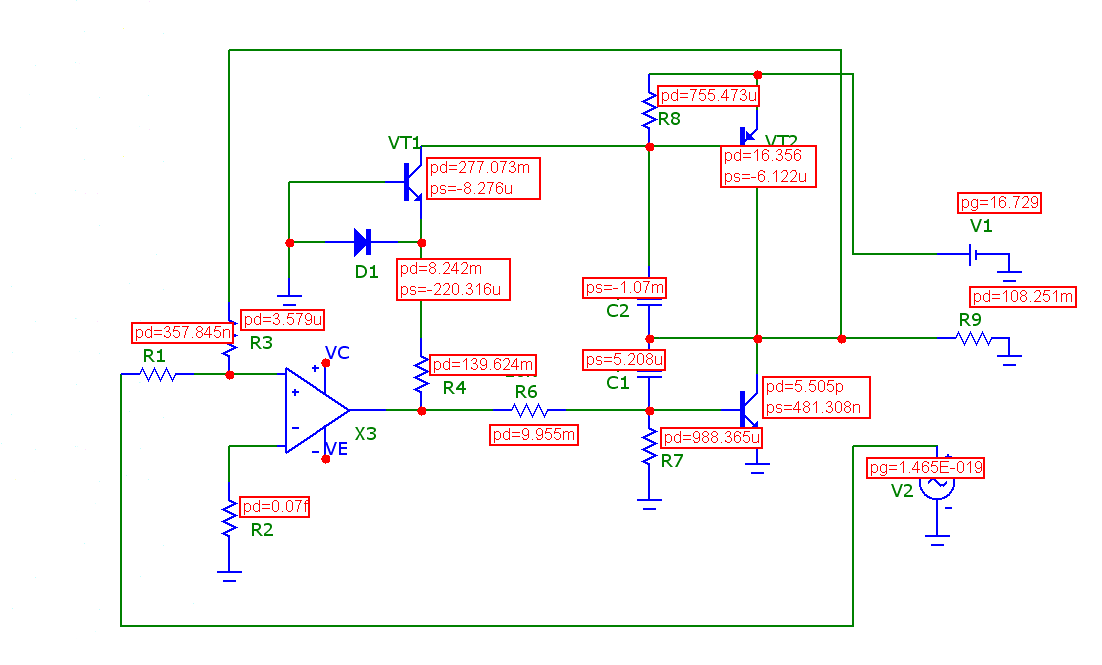 pd=755.473u
R8
VT1
VT2
pd=277.073m
ps=-8.276u
pd=16.356
ps=-6.122u
pg=16.729
V1
D1
pd=8.242m
ps=-220.316u
ps=-1.07m
C2
pd=108.251m
R9
pd=3.579u
pd=357.845n
R3
R1
VC
ps=5.208u
C1
pd=139.624m
R4
R6
pd=5.505p
ps=481.308n
+
+
-
X3
pd=9.955m
pd=988.365u
R7
- VE
+
pg=1.465E-019
V2
-
pd=0.07f
R2